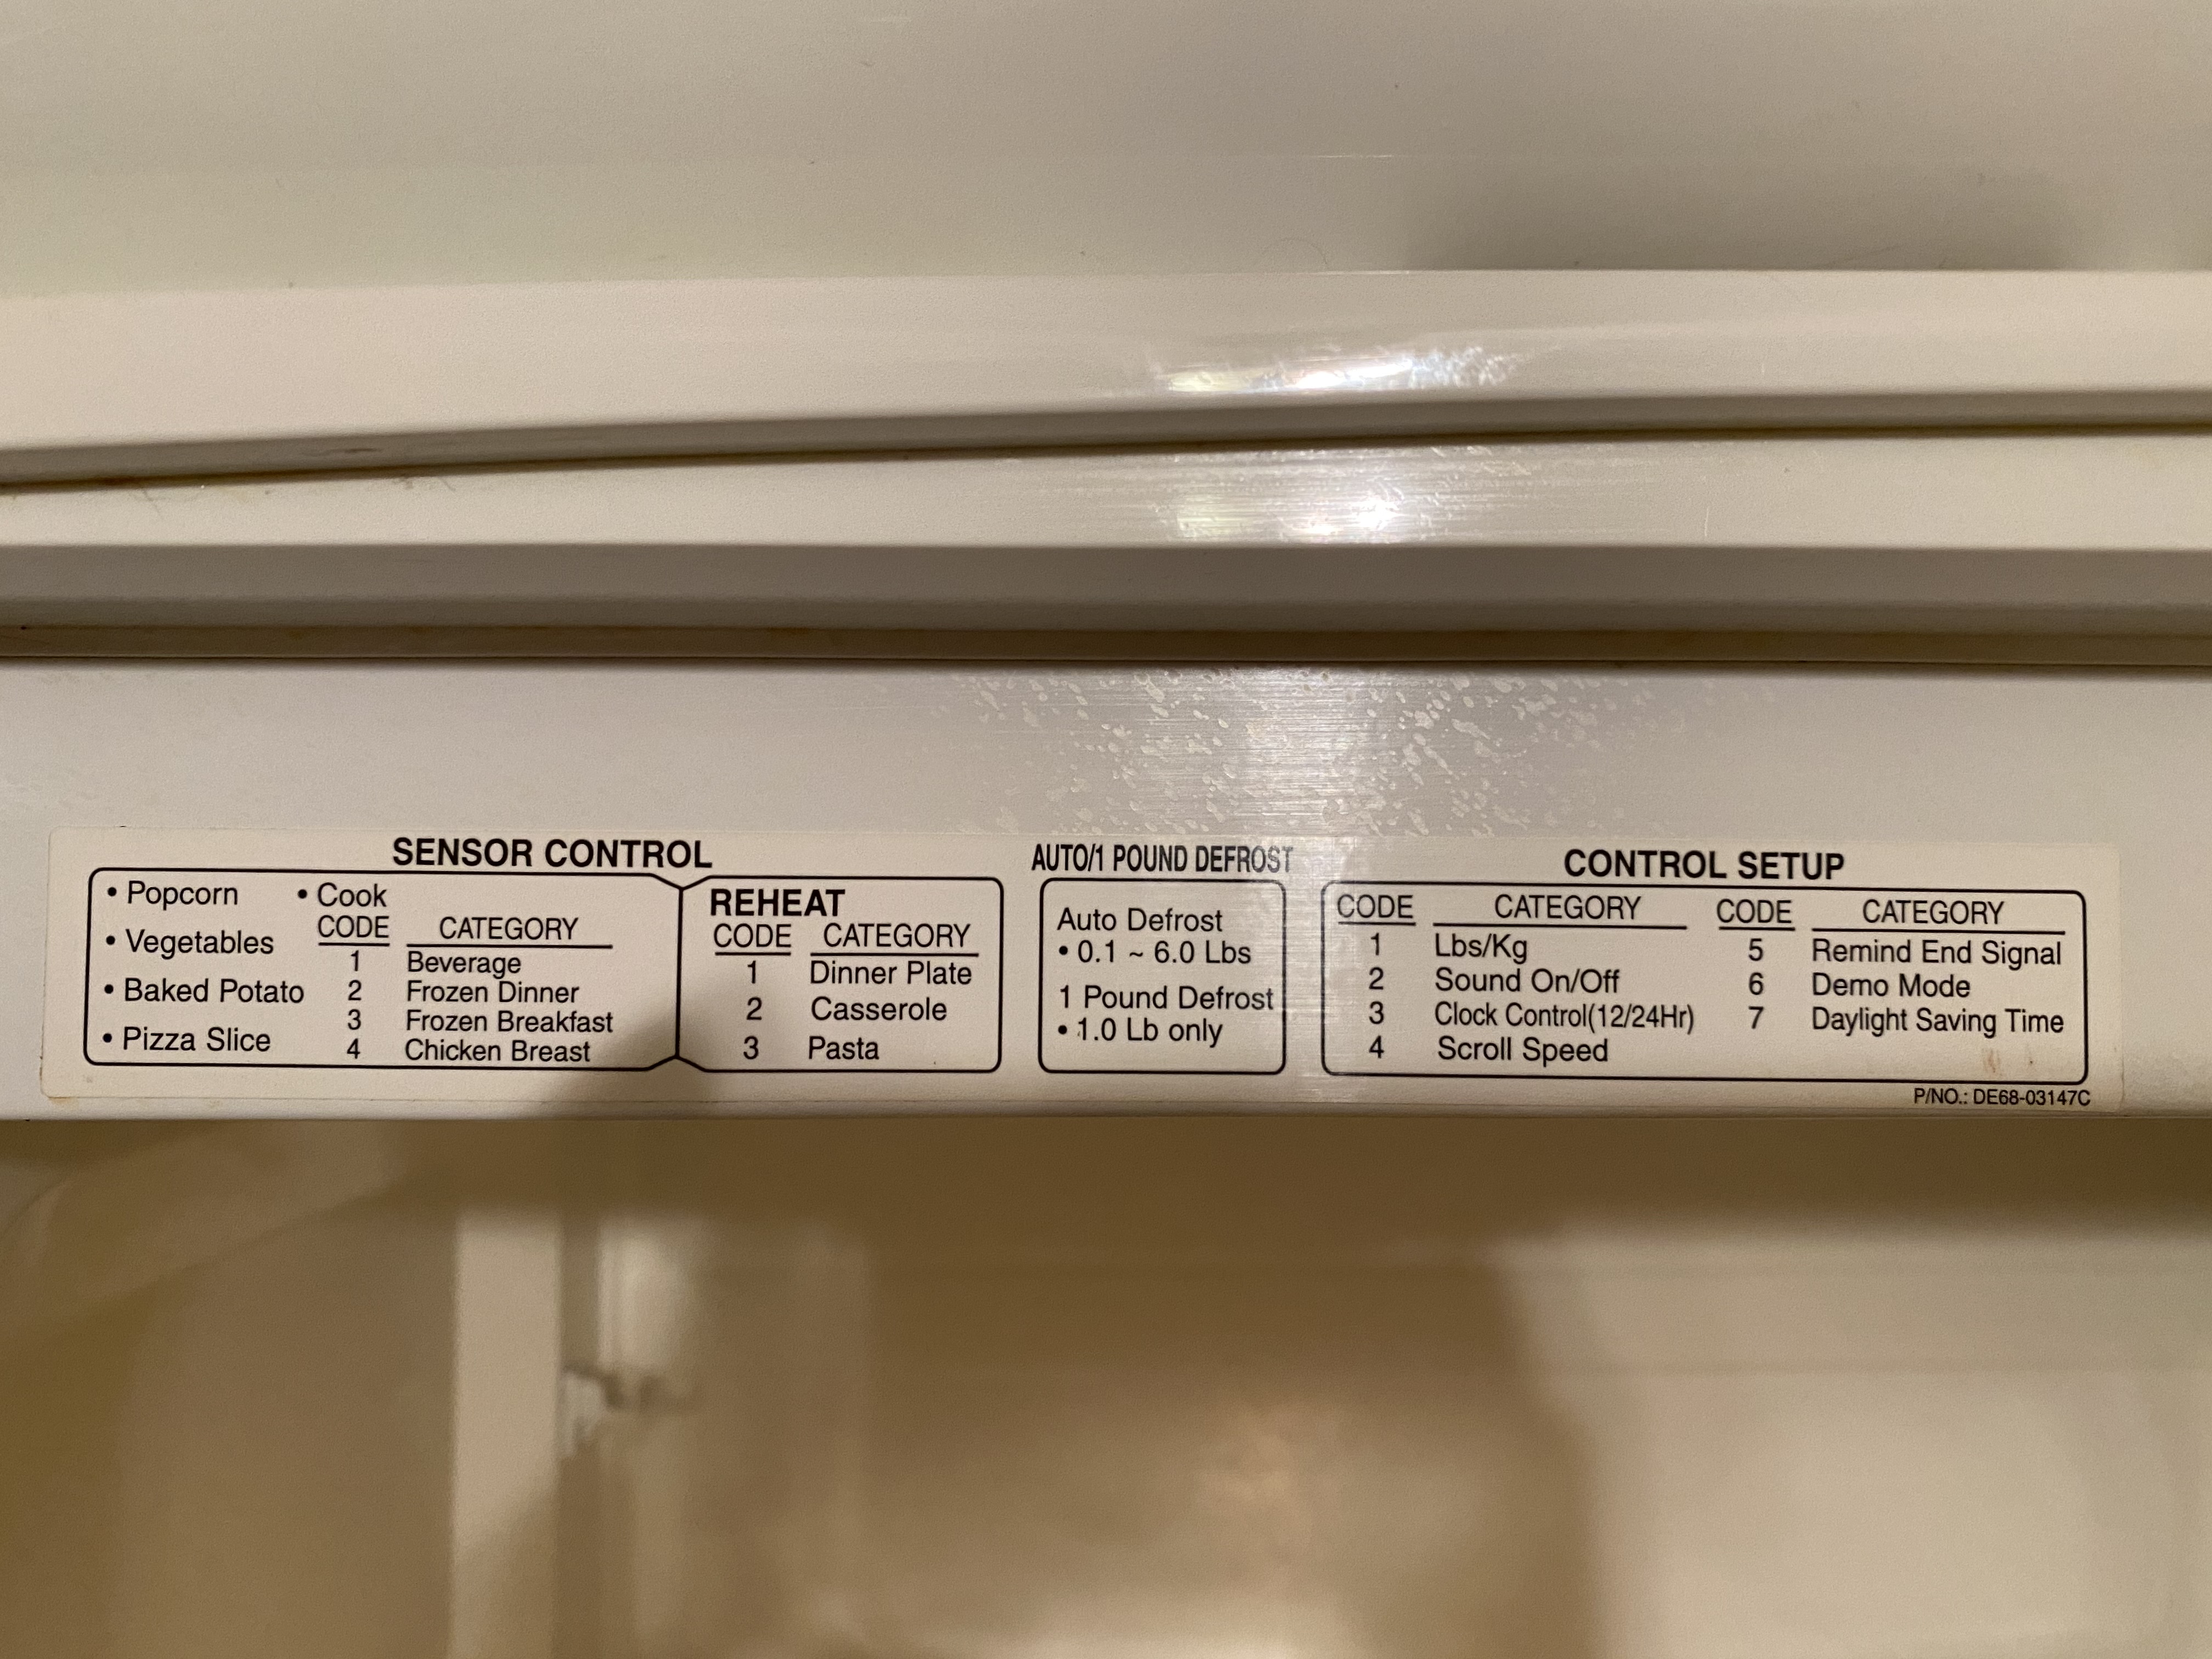 SENSOR CONTROL
• Popcorn
• Vegetables
• Baked Potato
• Pizza Slice
• Cook
CODE CATEGORY
1 Beverage
2 Frozen Dinner
3 Frozen Breakfast
4 Chicken Breast
REHEAT
CODE CATEGORY
1 Dinner Plate
2 Casserole
3 Pasta
AUTO/1 POUND DEFROST
Auto Defrost
• 0.1 ~ 6.0 Lbs
1 Pound Defrost
• 1.0 Lb only
CONTROL SETUP
CODE CATEGORY
1 Lbs/Kg
2 Sound On/Off
3 Clock Control(12/24Hr)
4 Scroll Speed
CODE CATEGORY
5 Remind End Signal
6 Demo Mode
7 Daylight Saving Time
P/NO.: DE68-03147C